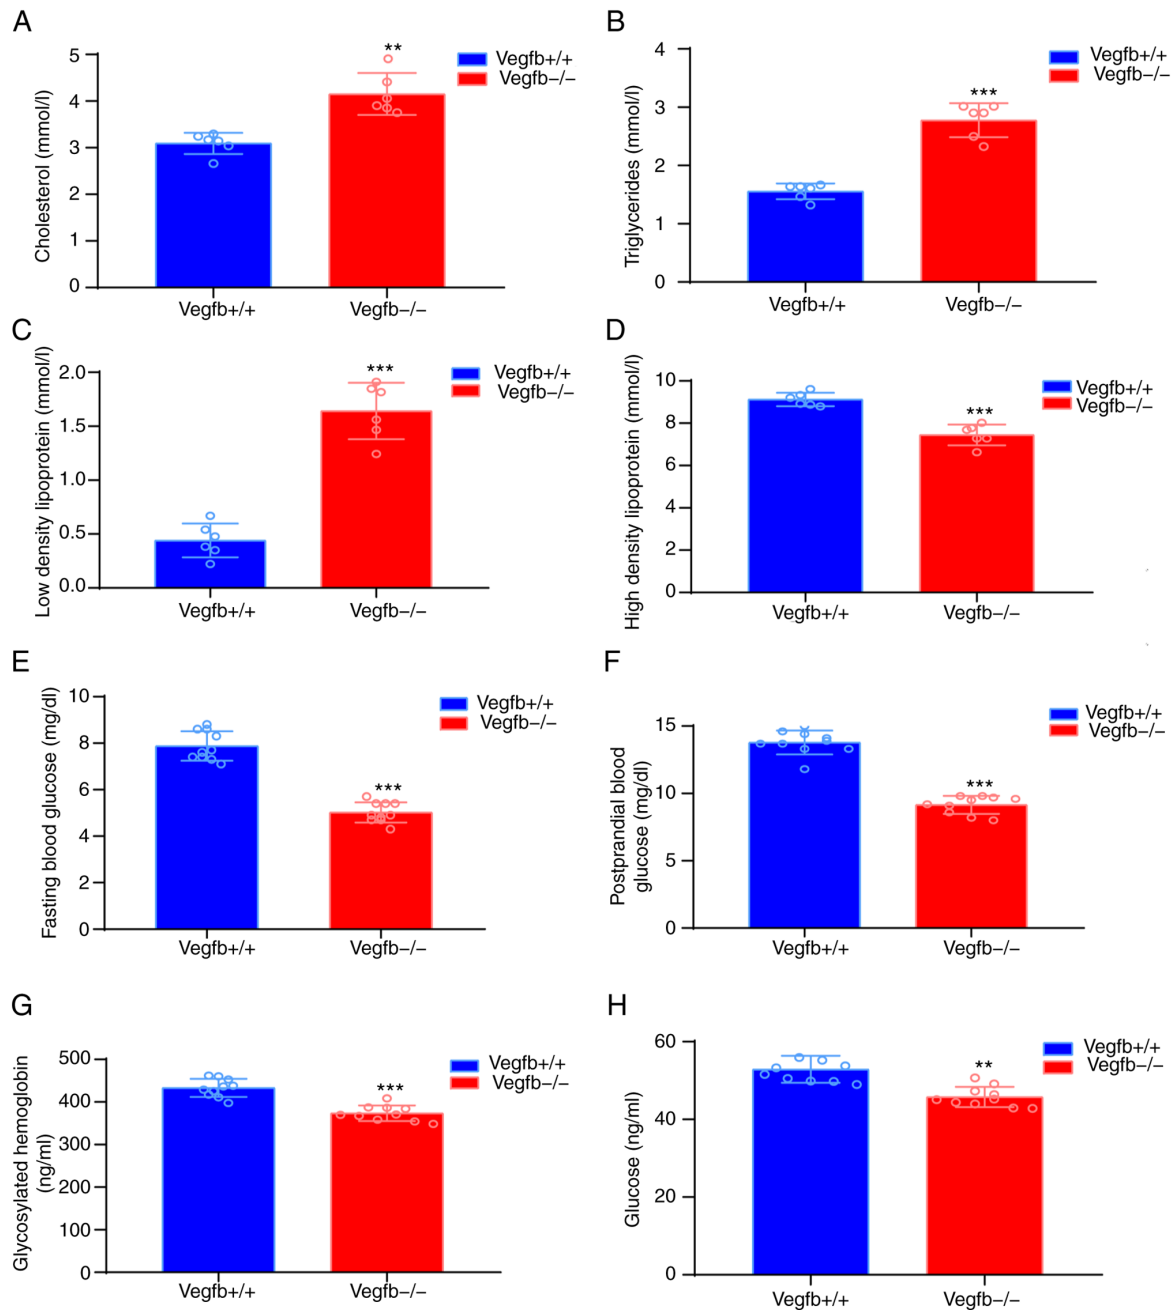 A
Cholesterol (mmol/l)
5
4
3
2
1
0
**
Vegfb+/+
Vegfb−/−
Vegfb+/+
Vegfb−/−
B
Triglycerides (mmol/l)
4
3
2
1
0
***
Vegfb+/+
Vegfb−/−
Vegfb+/+
Vegfb−/−
C
Low density lipoprotein (mmol/l)
2.0
1.5
1.0
0.5
0.0
***
Vegfb+/+
Vegfb−/−
Vegfb+/+
Vegfb−/−
D
High density lipoprotein (mmol/l)
10
8
6
4
2
0
***
Vegfb+/+
Vegfb−/−
Vegfb+/+
Vegfb−/−
E
Fasting blood glucose (mg/dl)
10
8
6
4
2
0
***
Vegfb+/+
Vegfb−/−
Vegfb+/+
Vegfb−/−
F
Postprandial blood
glucose (mg/dl)
15
10
5
0
***
Vegfb+/+
Vegfb−/−
Vegfb+/+
Vegfb−/−
G
Glycosylated hemoglobin
(ng/ml)
500
400
300
200
100
0
***
Vegfb+/+
Vegfb−/−
Vegfb+/+
Vegfb−/−
H
Glucose (ng/ml)
60
40
20
0
**
Vegfb+/+
Vegfb−/−
Vegfb+/+
Vegfb−/−